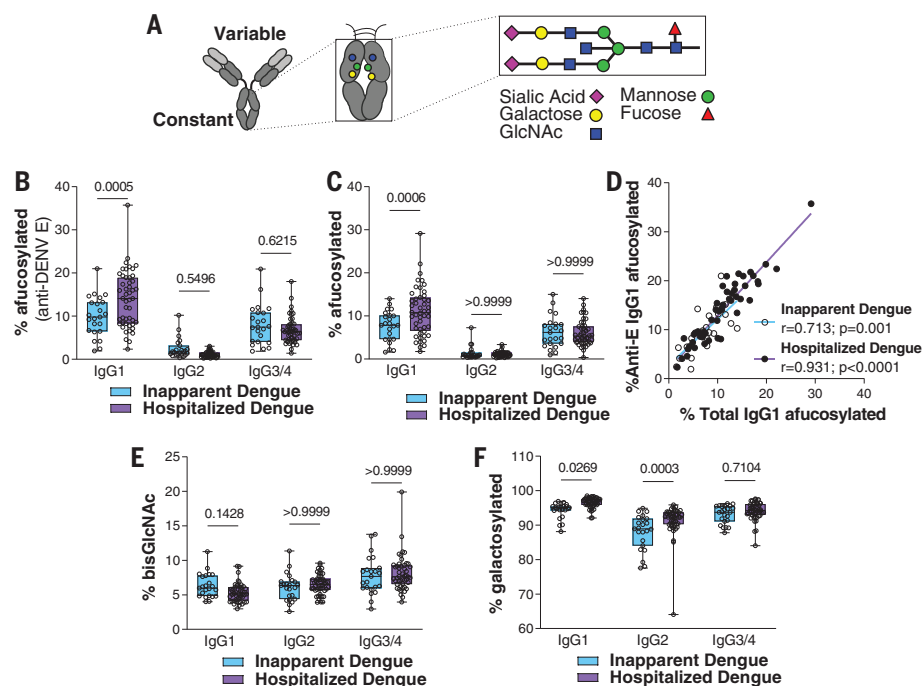 A
Variable
Constant
Sialic Acid
Mannose
Galactose
Fucose
GlcNAc
B
% afucosylated
(anti-DENV E)
40
30
20
10
0
0.0005
0.5496
0.6215
IgG1
IgG2
IgG3/4
Inapparent Dengue
Hospitalized Dengue
C
% afucosylated
40
30
20
10
0
0.0006
>0.9999
>0.9999
IgG1
IgG2
IgG3/4
Inapparent Dengue
Hospitalized Dengue
D
%Anti-E IgG1 afucosylated
40
30
20
10
0
Inapparent Dengue
r=0.713; p=0.001
Hospitalized Dengue
r=0.931; p<0.0001
0
10
20
30
40
% Total IgG1 afucosylated
E
% bisGlcNAc
25
20
15
10
5
0
0.1428
>0.9999
>0.9999
IgG1
IgG2
IgG3/4
Inapparent Dengue
Hospitalized Dengue
F
% galactosylated
110
100
90
80
70
60
0.0269
0.0003
0.7104
IgG1
IgG2
IgG3/4
Inapparent Dengue
Hospitalized Dengue